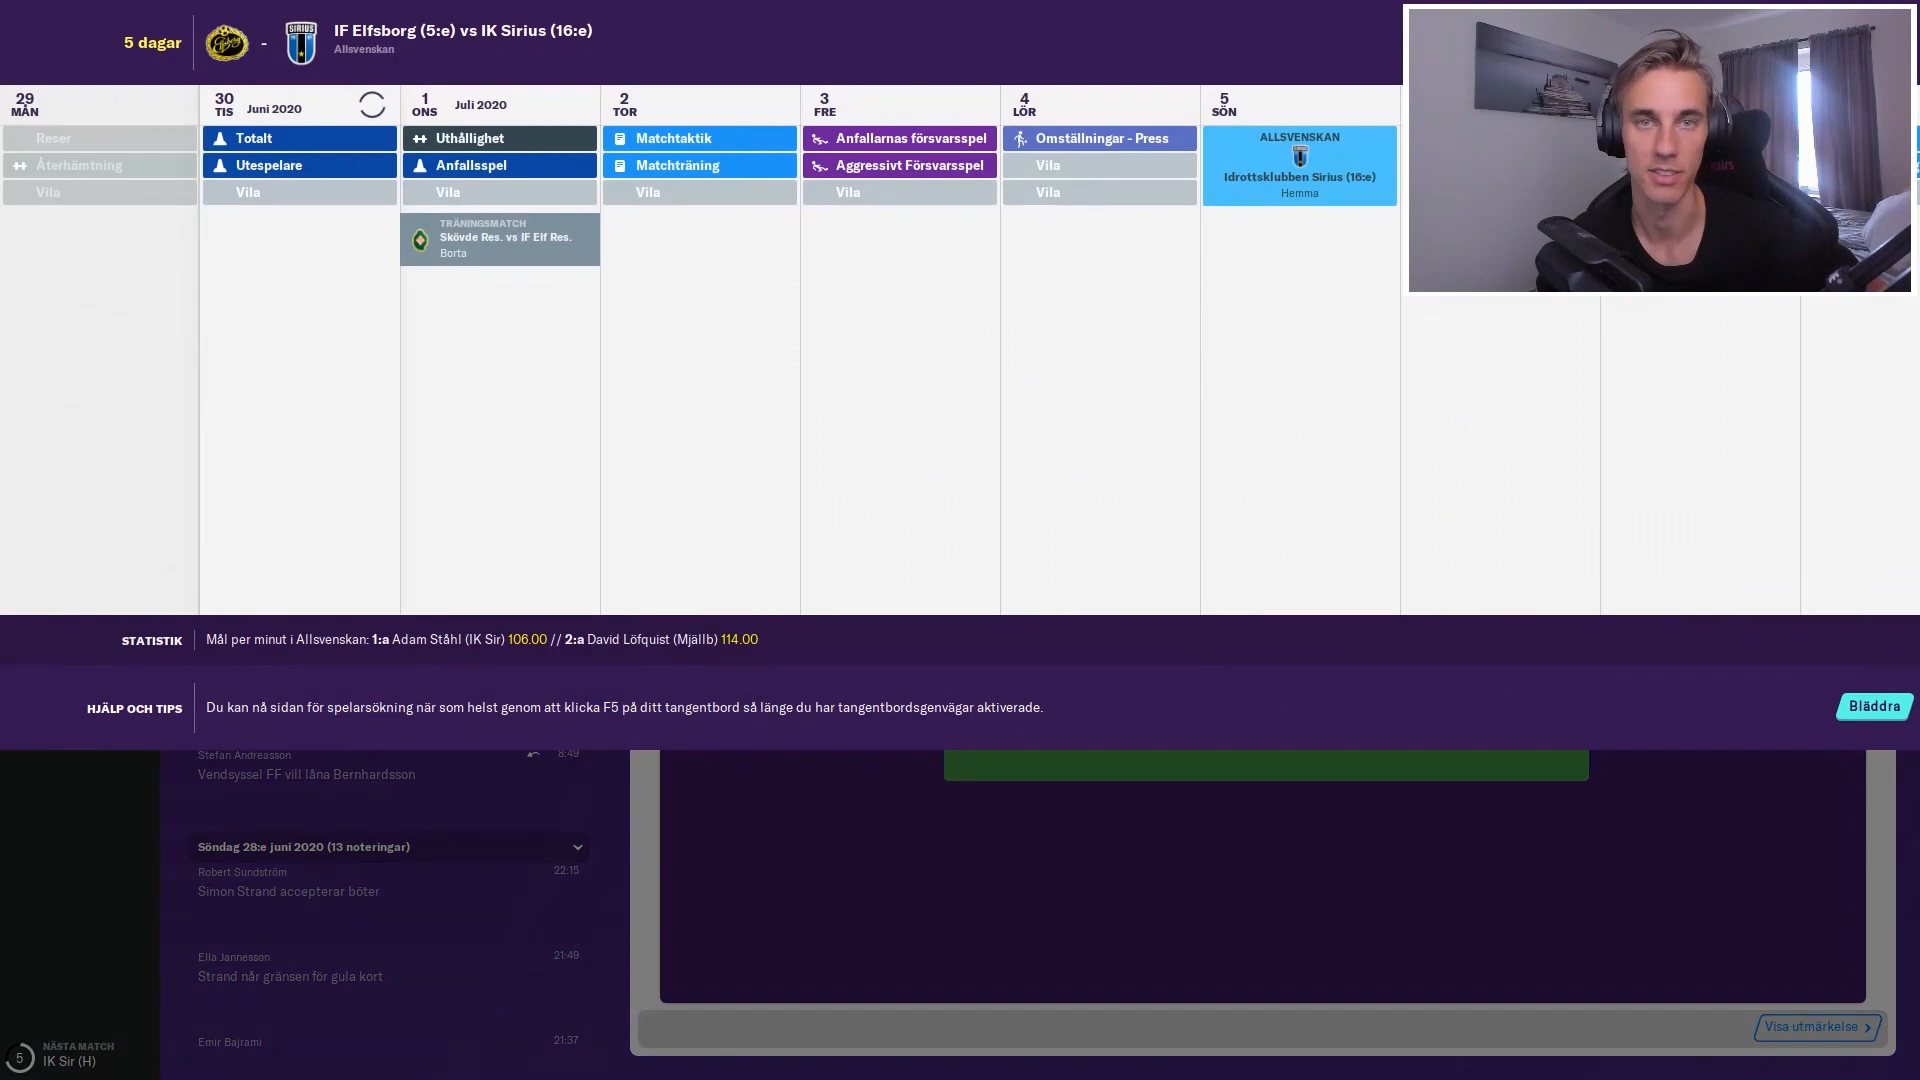 5 dagar
-
SIRIUS
IF Elfsborg (5:e) vs IK Sirius (16:e)
Allsvenskan
29
MÅN
30
TIS
Juni 2020
1
ONS
Juli 2020
2
TOR
3
FRE
4
LÖR
5
SÖN
Reser
Återhämtning
Vila
Totalt
Utespelare
Vila
Uthållighet
Anfallsspel
Vila
TRÄNINGSMATCH
Skövde Res. vs IF Elf Res.
Borta
Matchtaktik
Matchträning
Vila
Anfallarnas försvarsspel
Aggressivt Försvarsspel
Vila
Omställningar - Press
Vila
Vila
ALLSVENSKAN
Idrottsklubben Sirius (16:e)
Hemma
STATISTIK
Mål per minut i Allsvenskan: 1:a Adam Ståhl (IK Sir) 106.00 // 2:a David Löfquist (Mjällb) 114.00
HJÄLP OCH TIPS
Du kan nå sidan för spelarsökning när som helst genom att klicka F5 på ditt tangentbord så länge du har tangentbordsgenvägar aktiverade.
Bläddra
Stefan Andreasson
8:49
Vendsyssel FF vill låna Bernhardsson
Söndag 28:e juni 2020 (13 noteringar)
Robert Sundström
22:15
Simon Strand accepterar böter
Ella Jannesson
21:49
Strand når gränsen för gula kort
Emir Bajrami
21:37
5
NÄSTA MATCH
IK Sir (H)
Visa utmärkelse